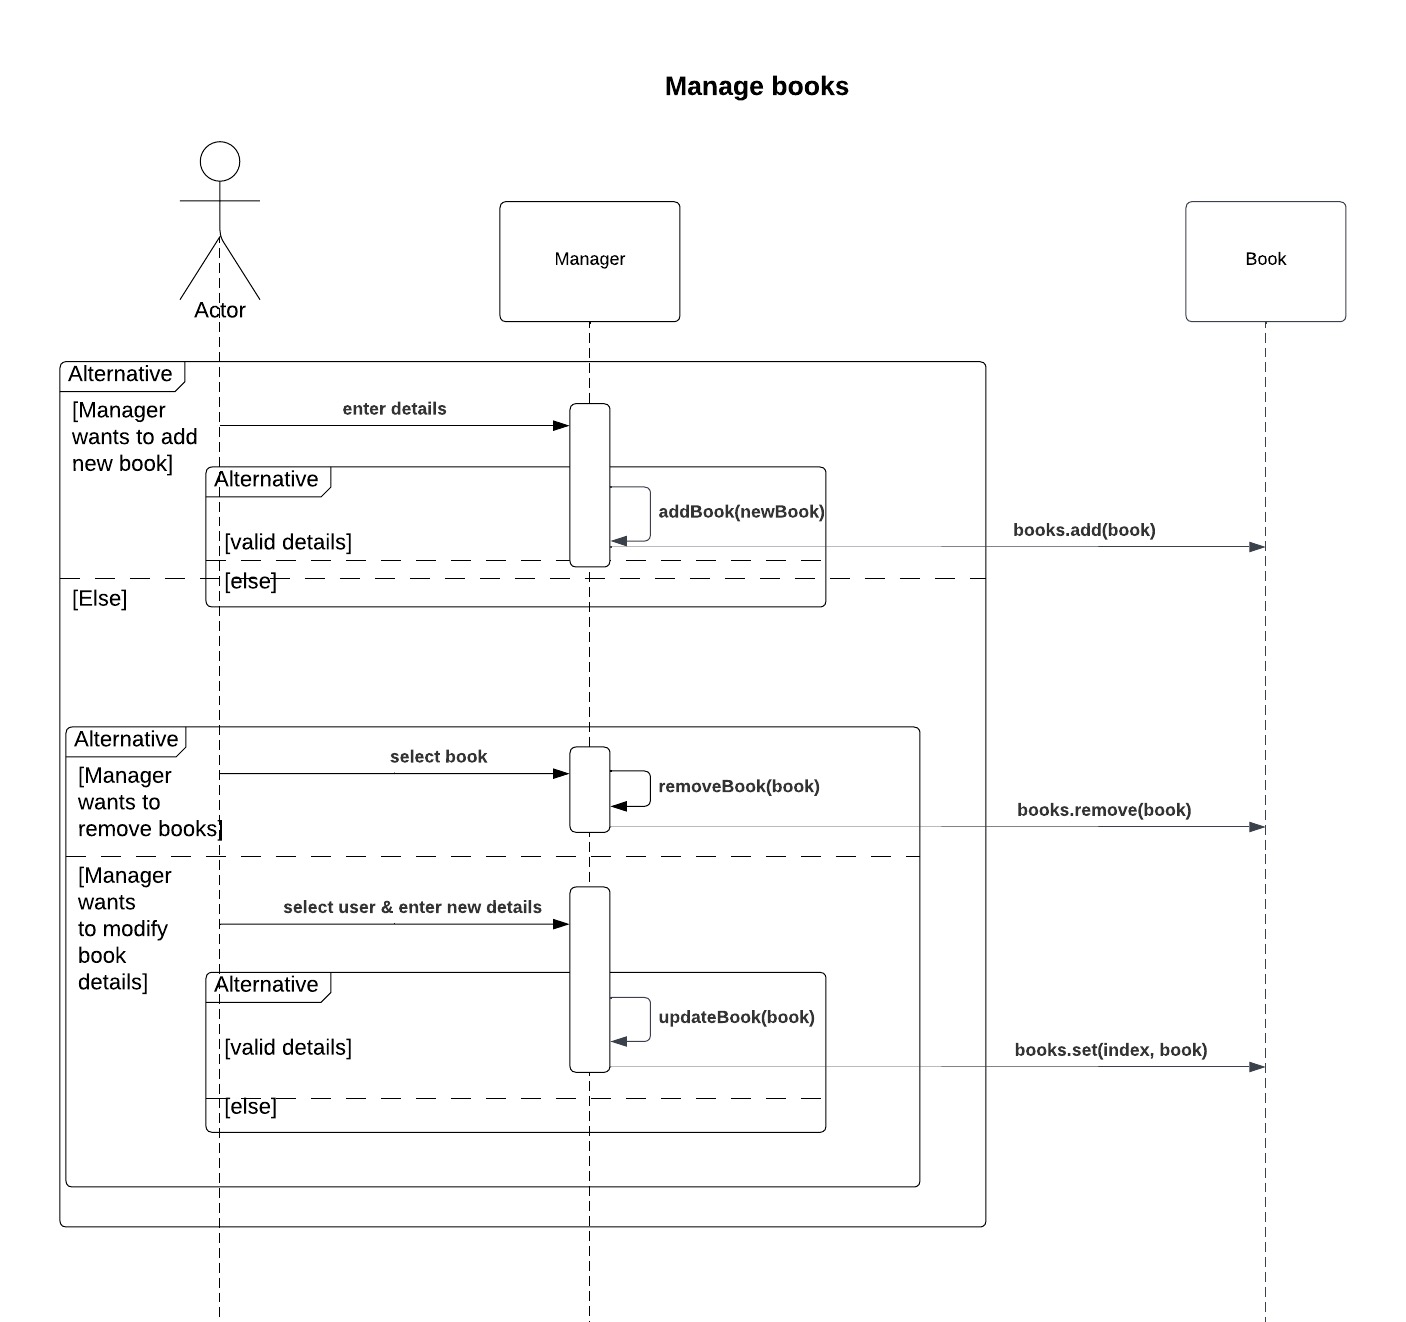 Manage books
Actor
Manager
Book
Alternative
[Manager
wants to add
new book]
enter details
Alternative
addBook(newBook)
books.add(book)
[valid details]
[else]
[Else]
Alternative
[Manager
wants to
remove books]
select book
removeBook(book)
books.remove(book)
[Manager
wants
to modify
book
details]
select user & enter new details
Alternative
updateBook(book)
[valid details]
books.set(index, book)
[else]